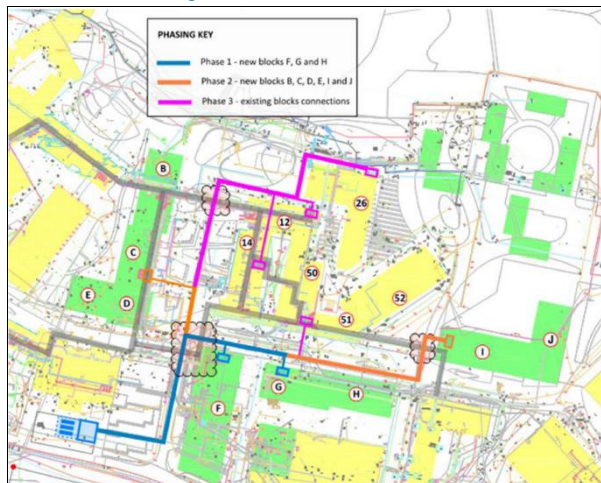 PHASING KEY
Phase 1 - new blocks F, G and H
Phase 2 - new blocks B, C, D, E, I and J
Phase 3 - existing blocks connections
B
12
26
14
C
50
52
E
D
51
J
I
G
H
F